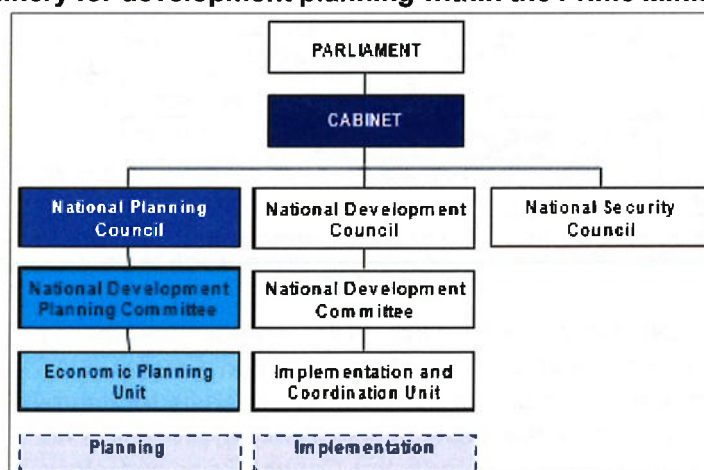 PARLIAMENT
CABINET
National Planning
Council
National Development
Council
National Security
Council
National Development
Planning Committee
National Development
Committee
Economic Planning
Unit
Implementation and
Coordination Unit
Planning
Implementation